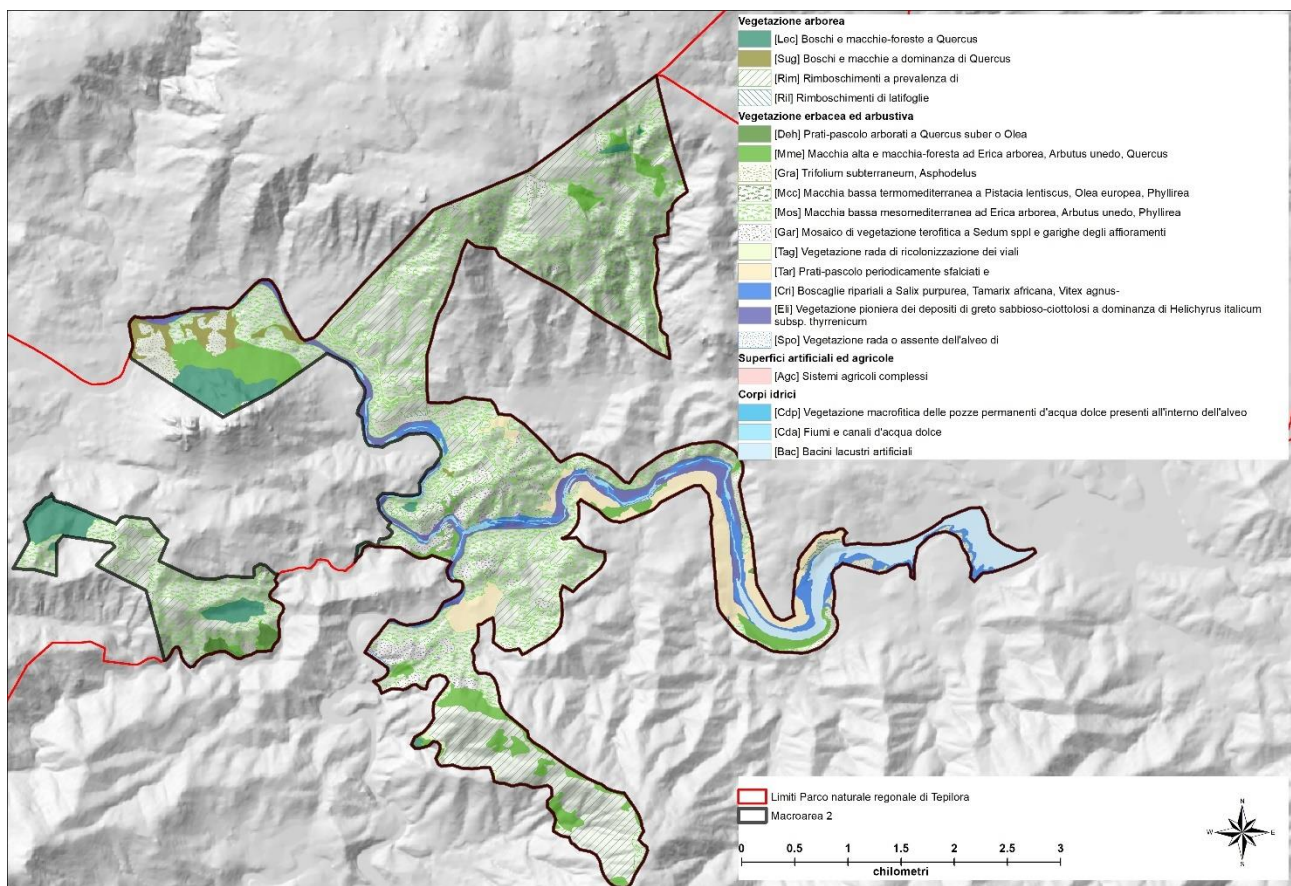 Vegetazione arborea
[Lec] Boschi e macchie-foreste a Quercus
[Sug] Boschi e macchie a dominanza di Quercus
[Rim] Rimboschimenti a prevalenza di
[Ril] Rimboschimenti di latifoglie
Vegetazione erbacea ed arbustiva
[Deh] Prati-pascolo arborati a Quercus suber o Olea
[Mme] Macchia alta e macchia-foresta ad Erica arborea, Arbutus unedo, Quercus
[Gra] Trifolium subterraneum, Asphodelus
[Mcc] Macchia bassa termomediterranea a Pistacia lentiscus, Olea europea, Phyllirea
[Mos] Macchia bassa mesomediterranea ad Erica arborea, Arbutus unedo, Phyllirea
[Gar] Mosaico di vegetazione terofitica a Sedum sppl e garighe degli affioramenti
[Tag] Vegetazione rada di ricolonizzazione dei viali
[Tar] Prati-pascolo periodicamente sfalciati e
[Cri] Boscaglie ripariali a Salix purpurea, Tamarix africana, Vitex agnus-
[Eli] Vegetazione pioniera dei depositi di greto sabbioso-ciottolosi a dominanza di Helichyrus italicum
subsp. thyrrenicum
[Spo] Vegetazione rada o assente dell'alveo di
Superfici artificiali ed agricole
[Agc] Sistemi agricoli complessi
Corpi idrici
[Cdp] Vegetazione macrofitica delle pozze permanenti d'acqua dolce presenti all'interno dell'alveo
[Cda] Fiumi e canali d'acqua dolce
[Bac] Bacini lacustri artificiali
Limiti Parco naturale regonale di Tepilora
Macroarea 2
0 0.5 1 1.5 2 2.5 3
chilometri
N
W E
S